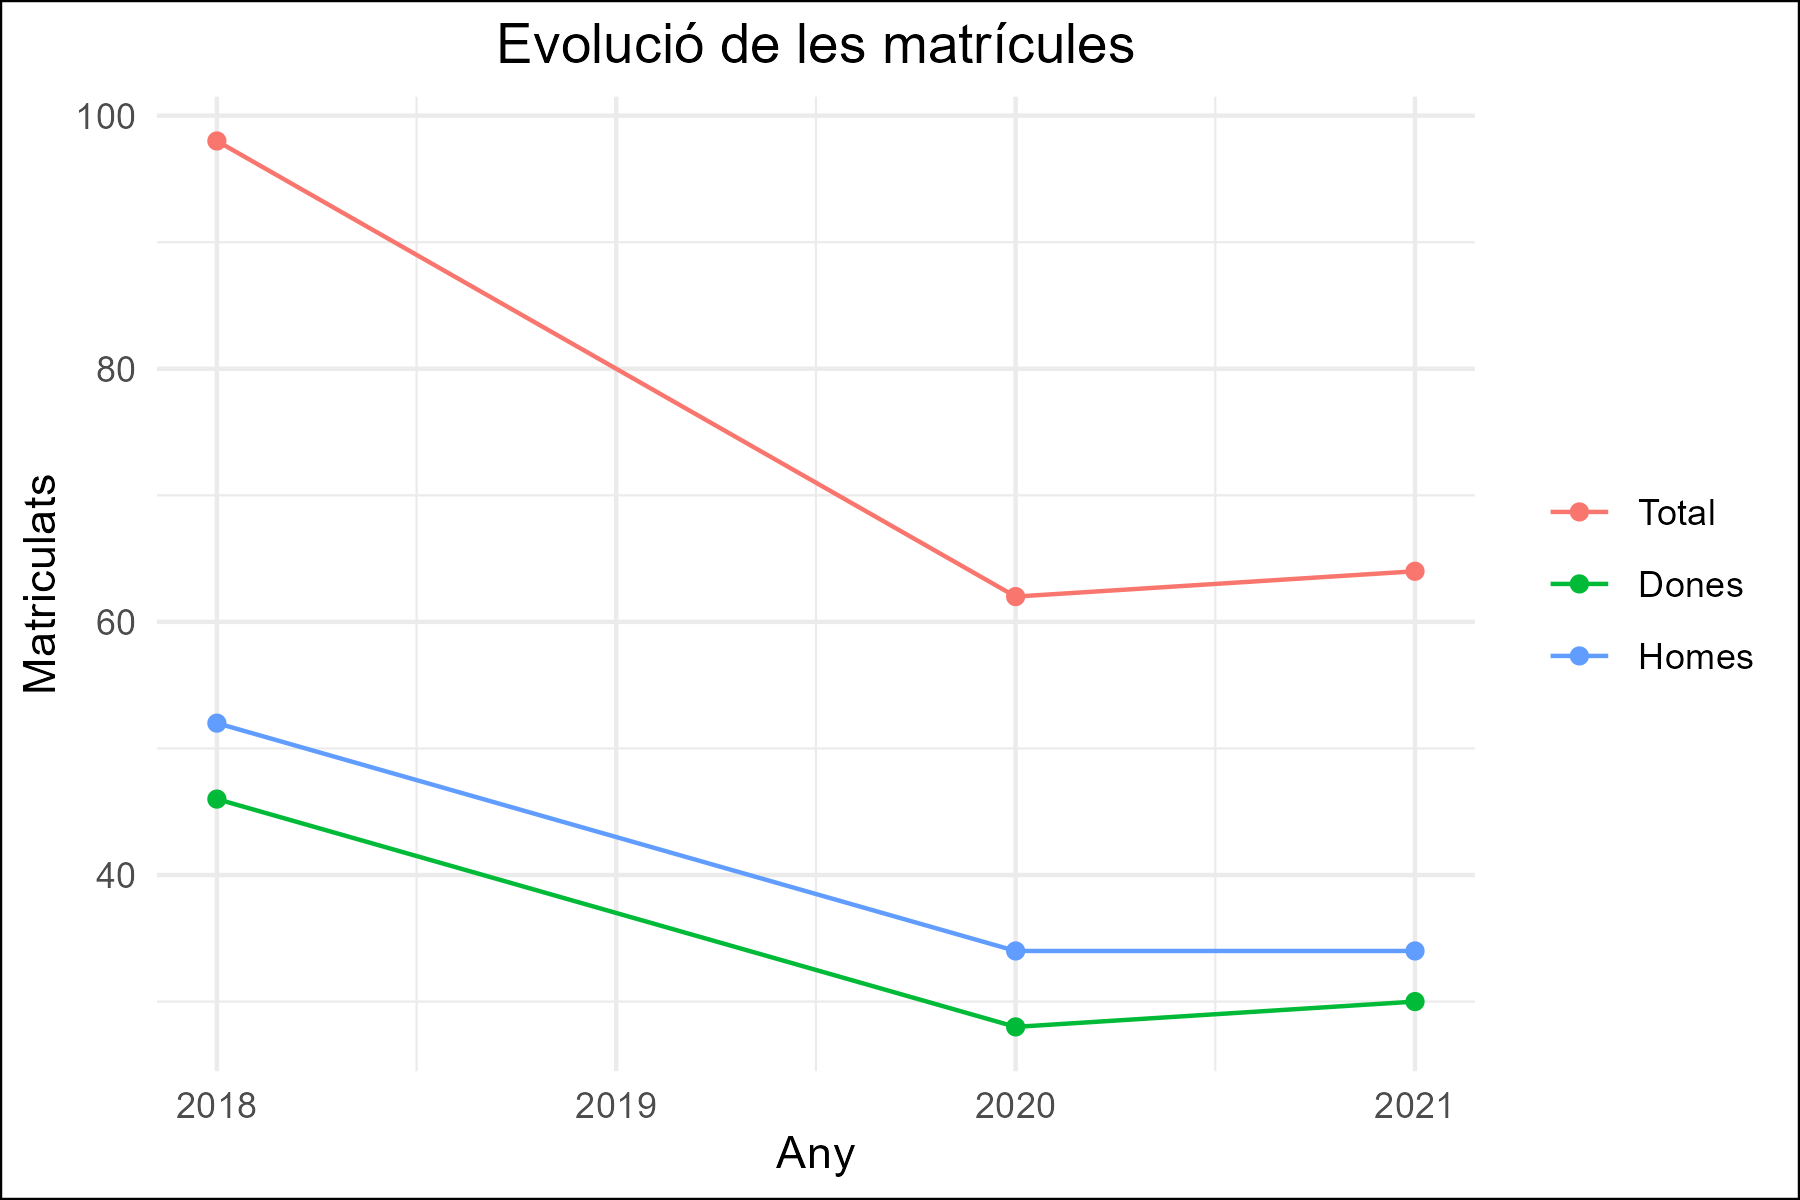 Evolució de les matrícules
100
80
60
40
Matriculats
2018 2019 2020 2021
Any
Total
Dones
Homes